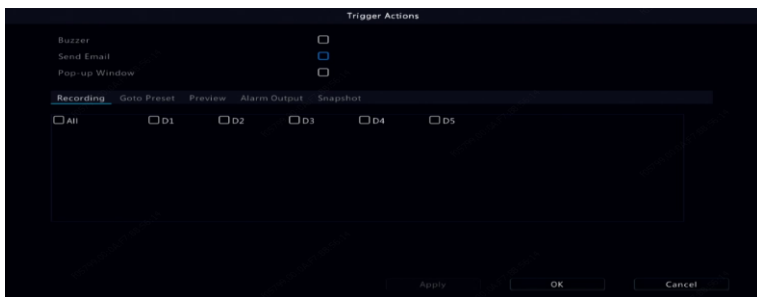 Trigger Actions
Buzzer
Send Email
Pop-up Window
Recording Goto Preset Preview Alarm Output Snapshot
All D1 D2 D3 D4 D5
Apply OK Cancel